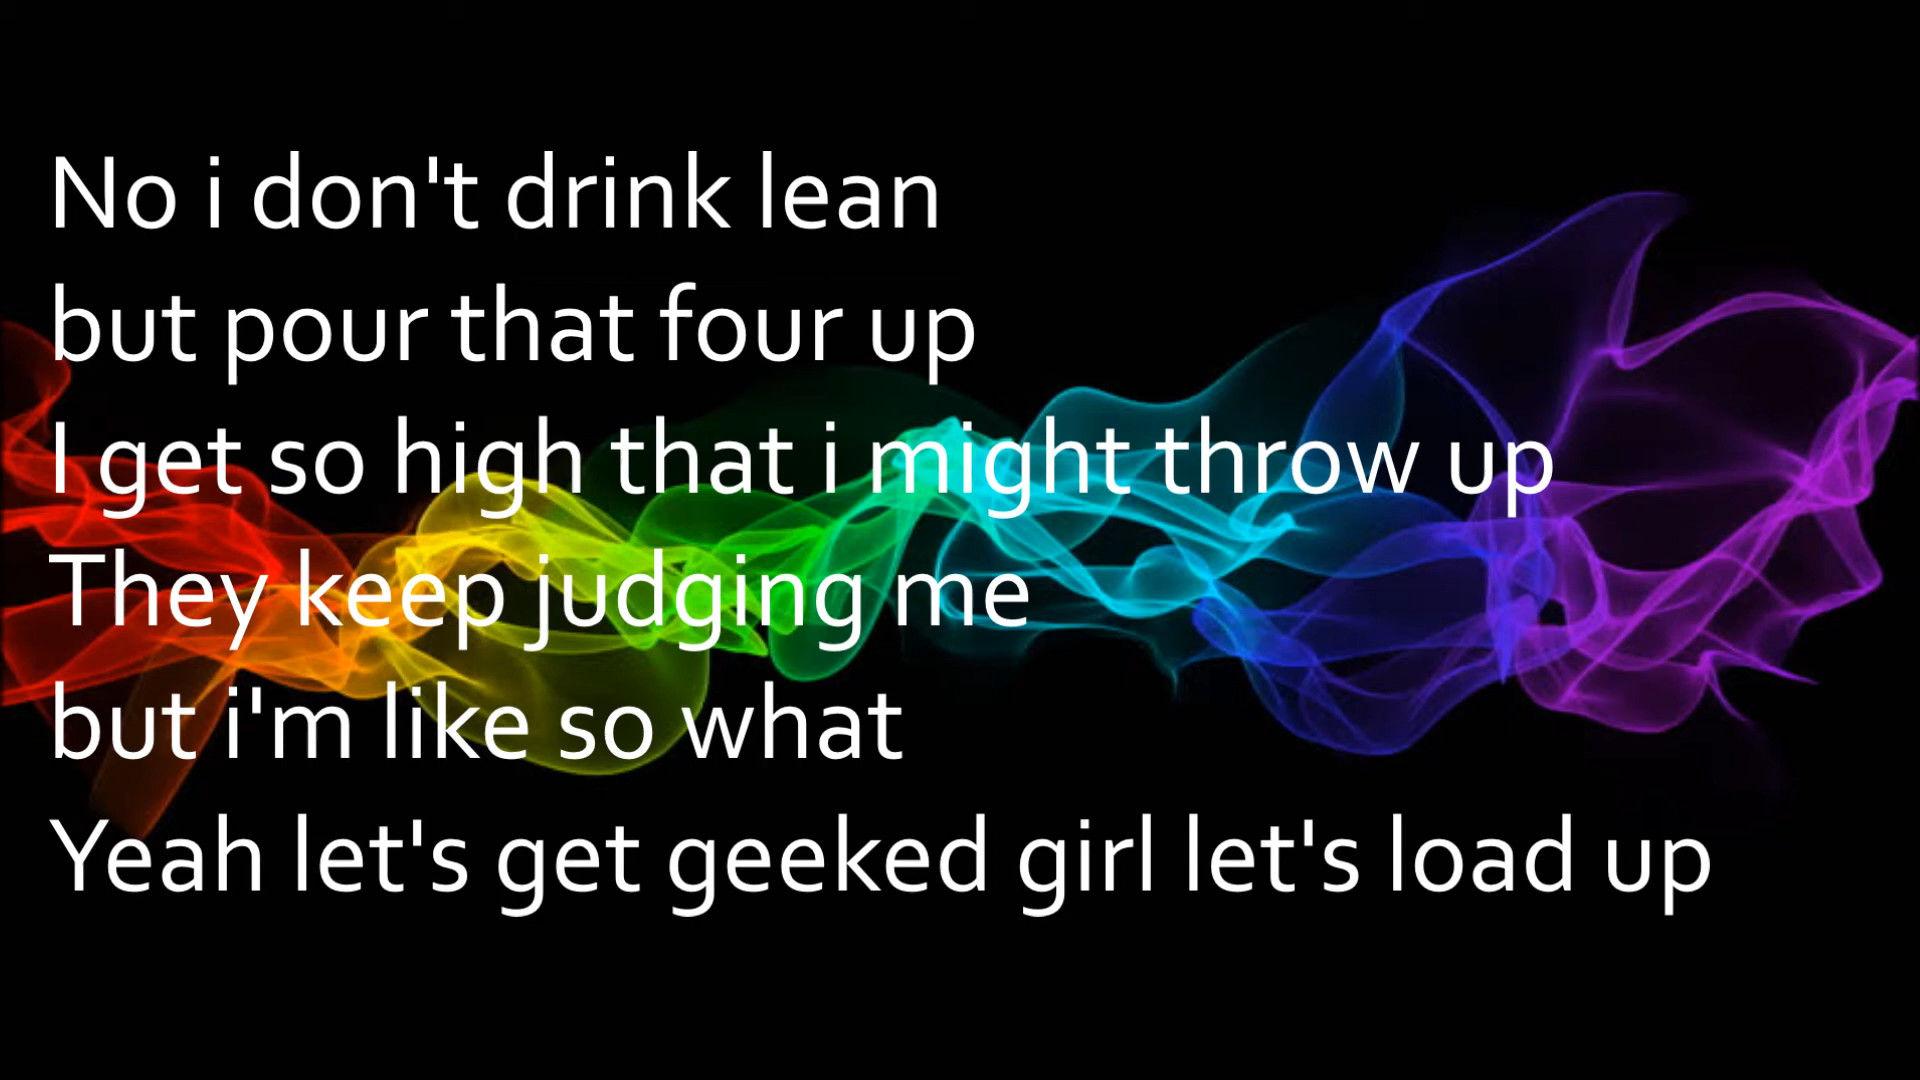 No i don't drink lean
but pour that four up
I get so high that i might throw up
They keep judging me
but i'm like so what
Yeah let's get geeked girl let's load up